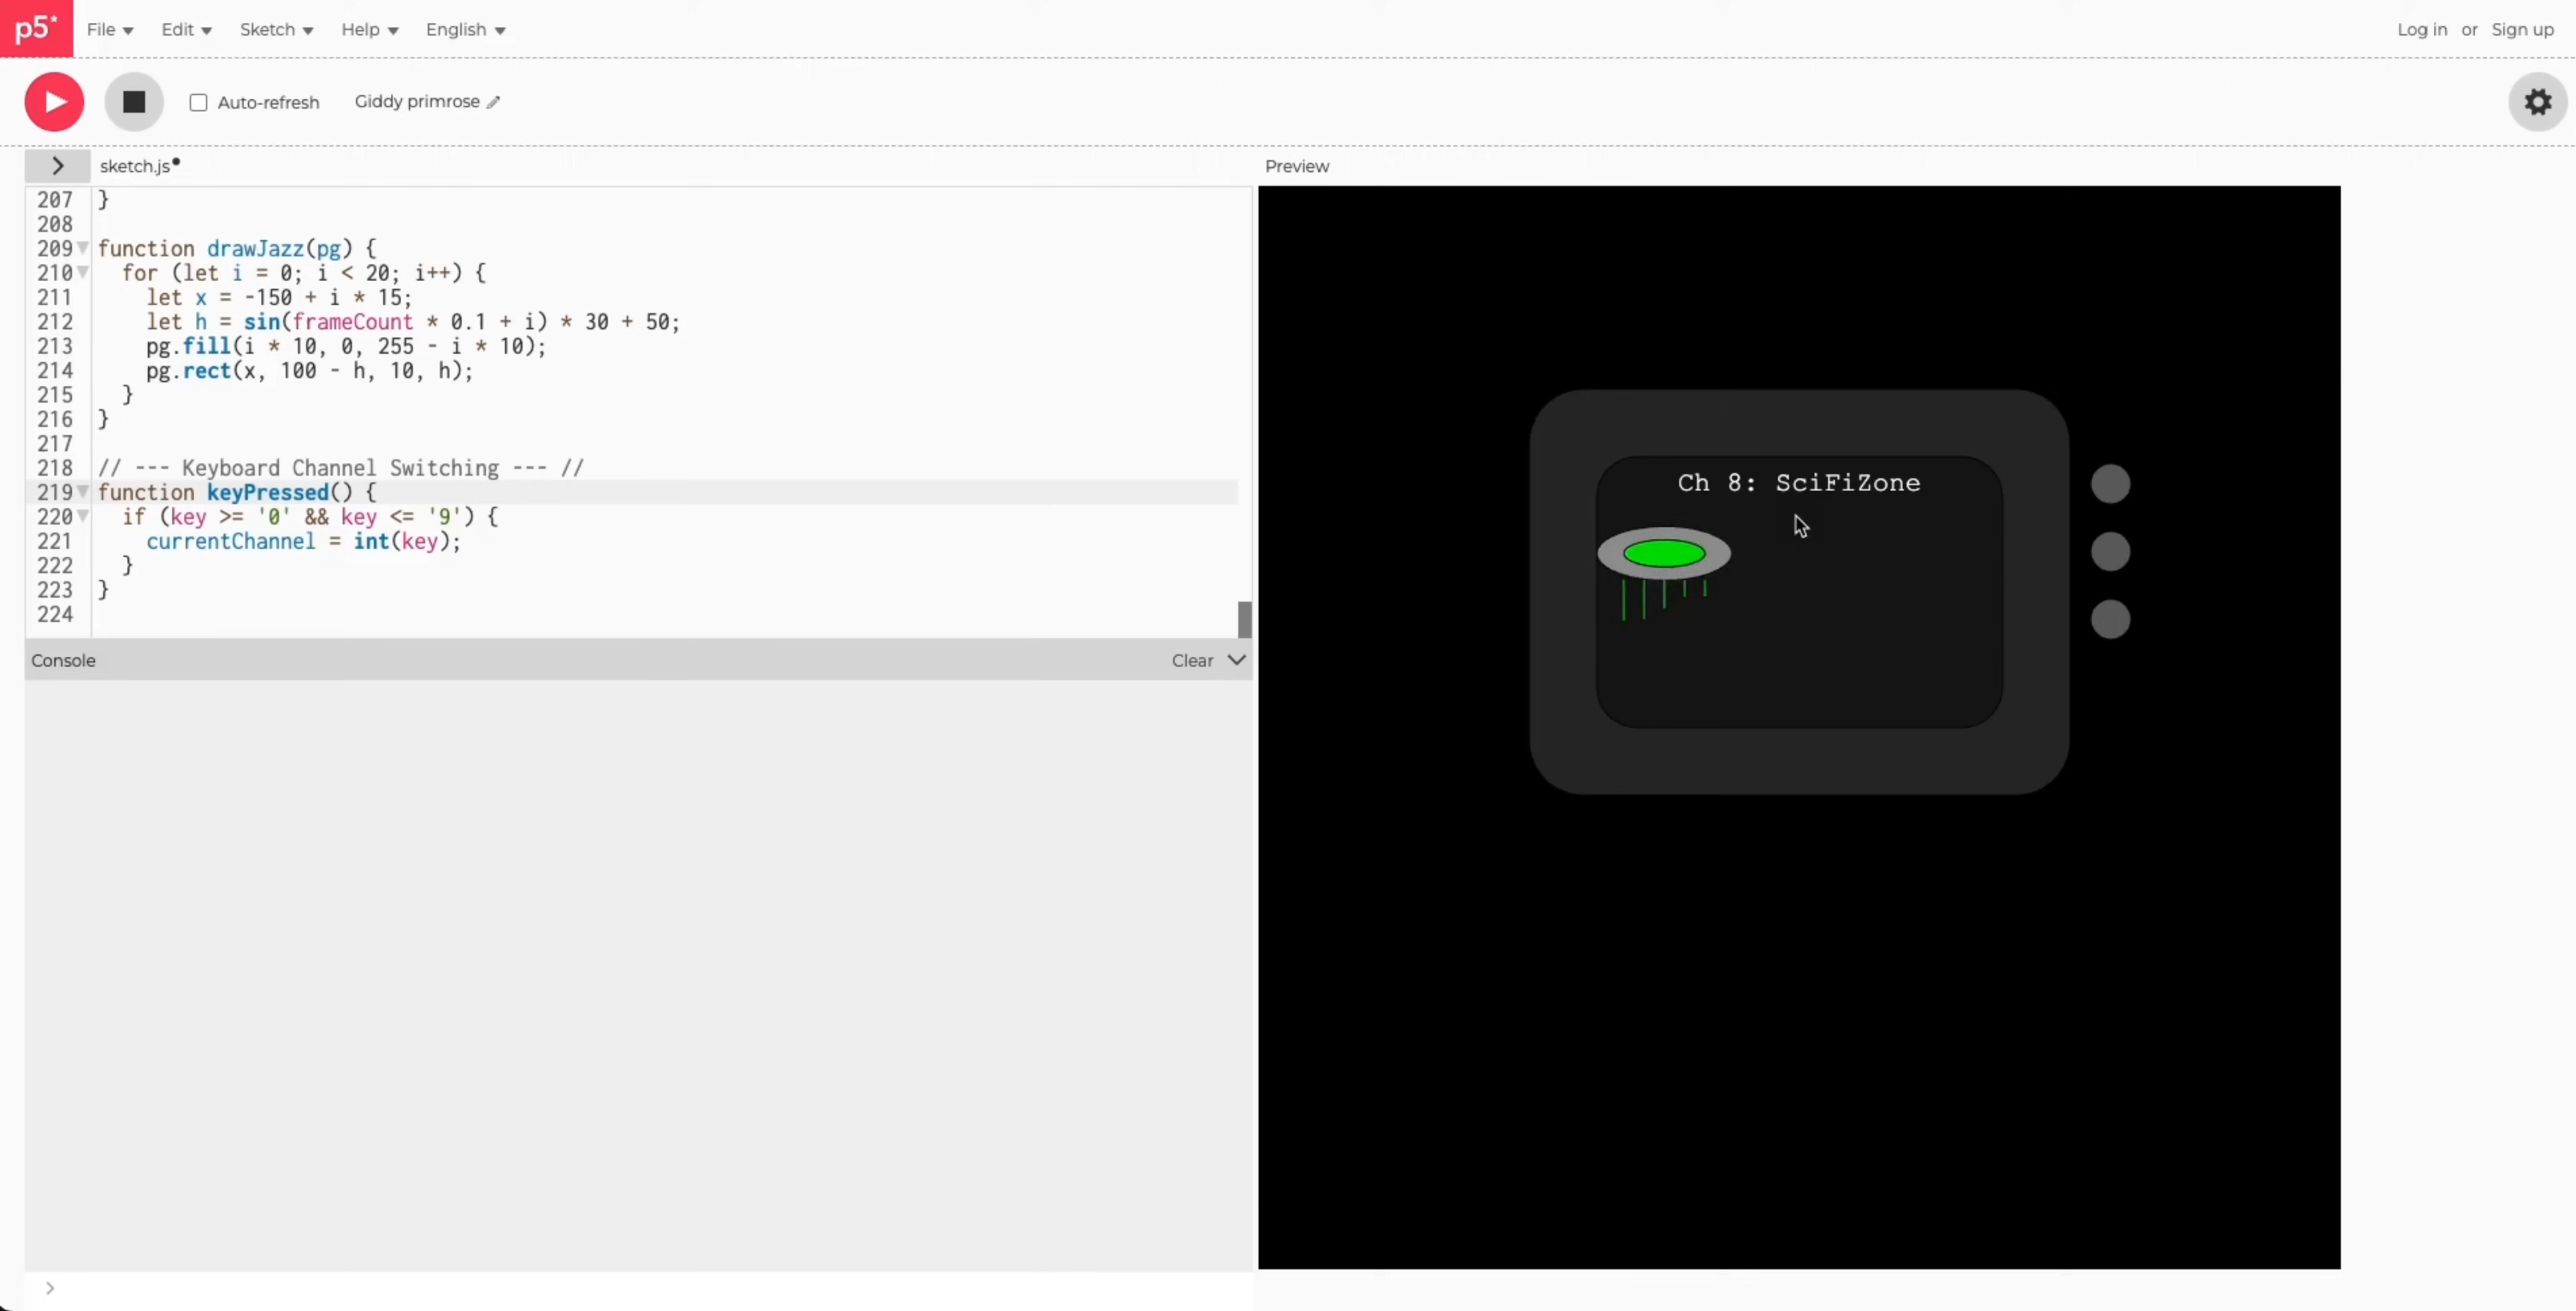 p5* File Edit Sketch Help English Log in or Sign up
Auto-refresh Giddy primrose
> sketch.js• Preview
207 }
208
209 function drawJazz(pg) {
210   for (let i = 0; i < 20; i++) {
211     let x = -150 + i * 15;
212     let h = sin(frameCount * 0.1 + i) * 30 + 50;
213     pg.fill(i * 10, 0, 255 - i * 10);
214     pg.rect(x, 100 - h, 10, h);
215   }
216 }
217
218 // --- Keyboard Channel Switching --- //
219 function keyPressed() {
220   if (key >= '0' && key <= '9') {
221     currentChannel = int(key);
222   }
223 }
224
Console Clear
>
Ch 8: SciFiZone